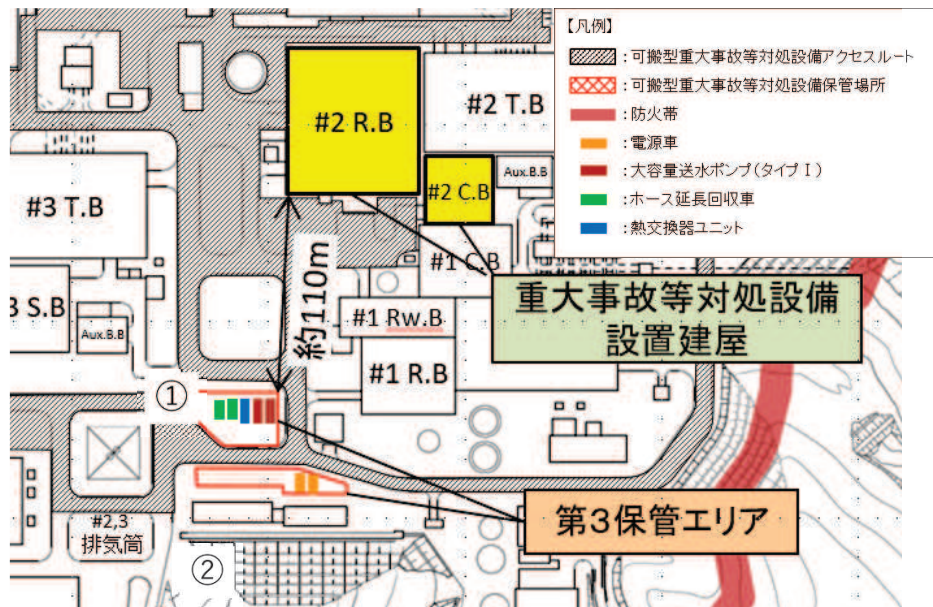 【凡例】
：可搬型重大事故等対処設備アクセスルート
：可搬型重大事故等対処設備保管場所
：防火帯
：電源車
：大容量送水ポンプ(タイプⅠ)
：ホース延長回収車
：熱交換器ユニット
#2 R.B
#2 T.B
#2 C.B
Aux.B.B
#3 T.B
#1 C.B
3 S.B
Aux.B.B
約110m
#1 Rw.B
重大事故等対処設備
設置建屋
#1 R.B
①
第3保管エリア
#2,3
排気筒
②